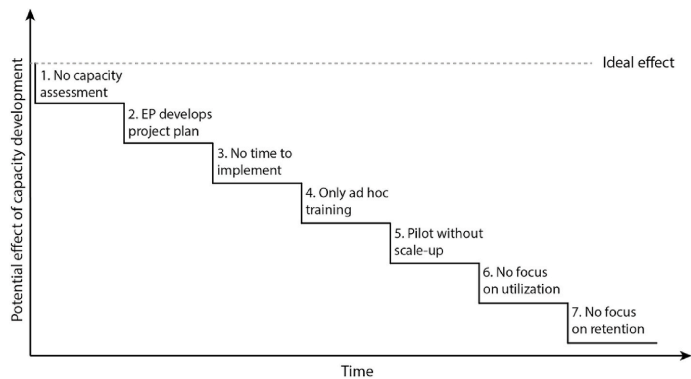 Ideal effect
1. No capacity
assessment
2. EP develops
project plan
3. No time to
implement
4. Only ad hoc
training
5. Pilot without
scale-up
6. No focus
on utilization
7. No focus
on retention
Potential effect of capacity development
Time